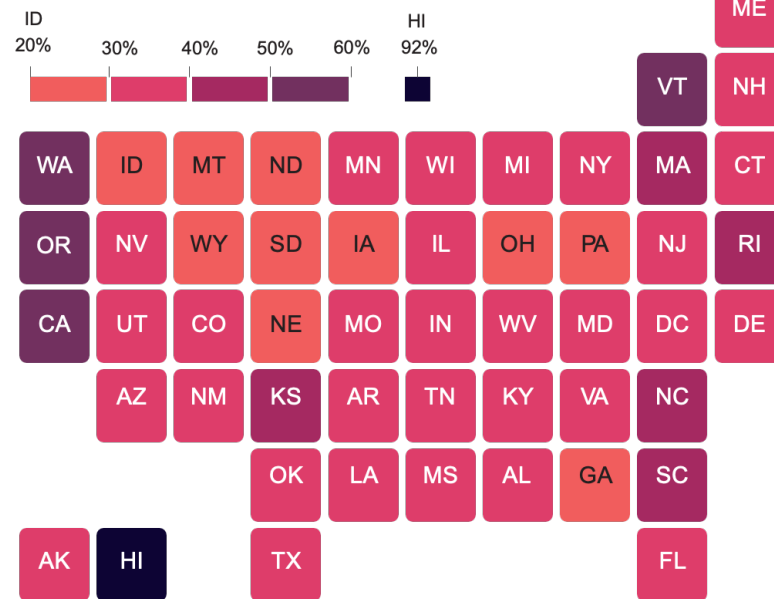 ME
ID HI
20% 30% 40% 50% 60% 92%
VT NH
WA ID MT ND MN WI MI NY MA CT
OR NV WY SD IA IL OH PA NJ RI
CA UT CO NE MO IN WV MD DC DE
AZ NM KS AR TN KY VA NC
OK LA MS AL GA SC
AK HI TX FL